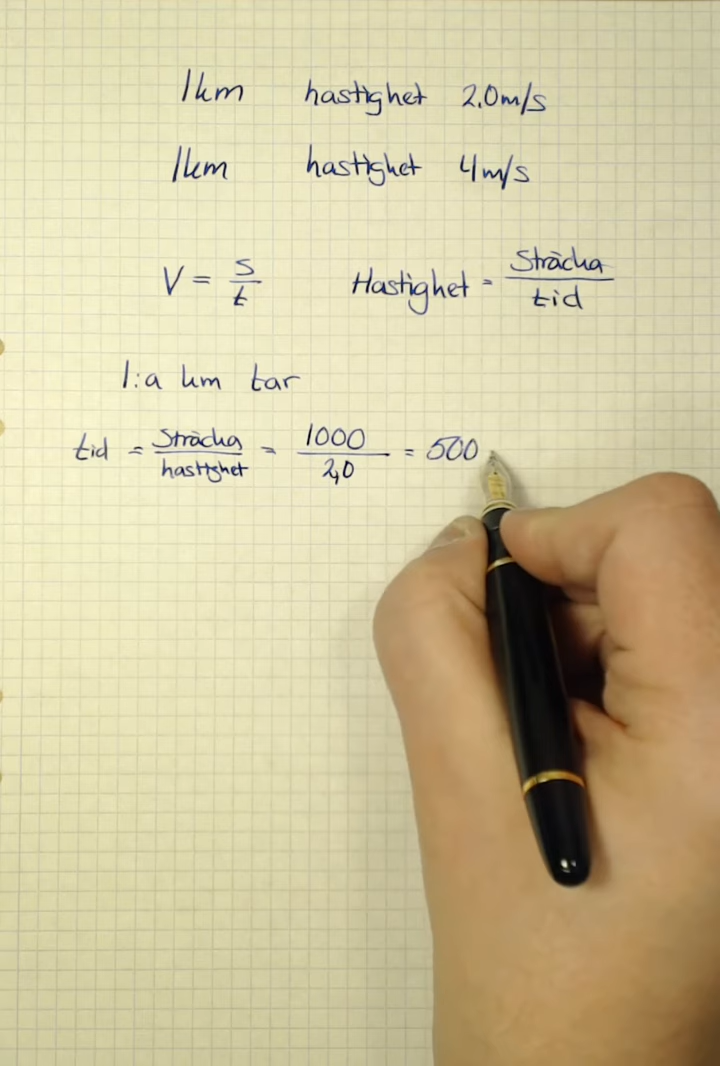 1km hastighet 2.0m/s
1km hastighet 4m/s
V = s/t Hastighet = Sträcka/tid
1:a km tar
tid = Sträcka/hastighet = 1000/2,0 = 500